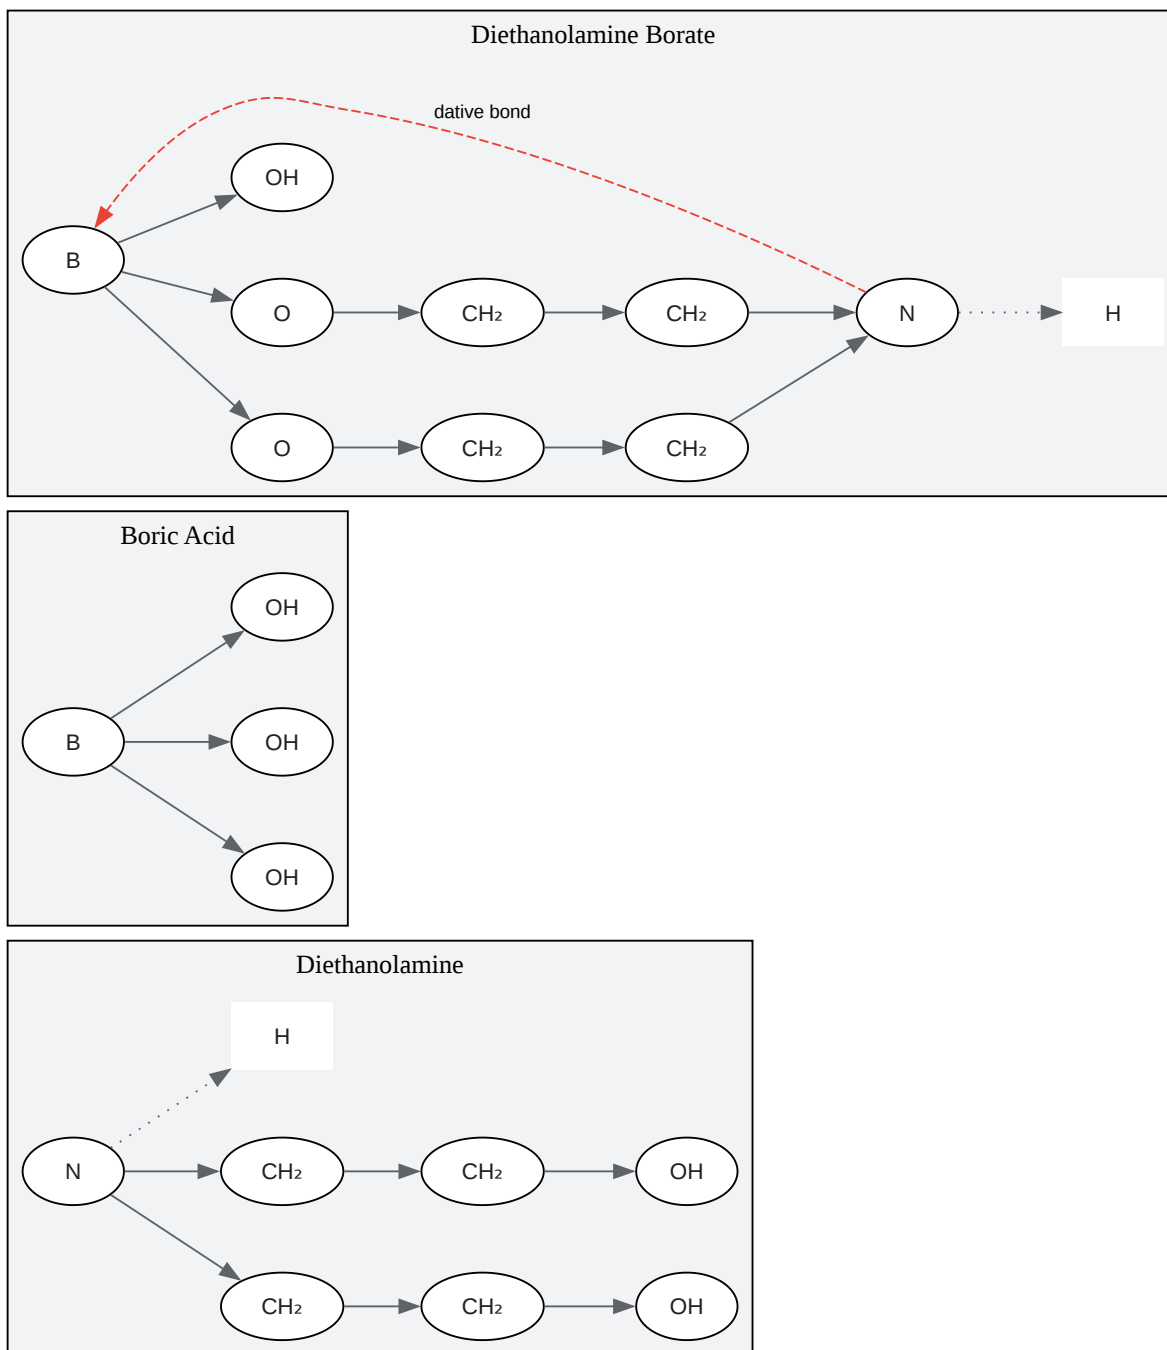 Diethanolamine Borate
dative bond
OH
B
O
CH₂
CH₂
N
H
O
CH₂
CH₂
Boric Acid
OH
B
OH
OH
Diethanolamine
H
N
CH₂
CH₂
OH
CH₂
CH₂
OH